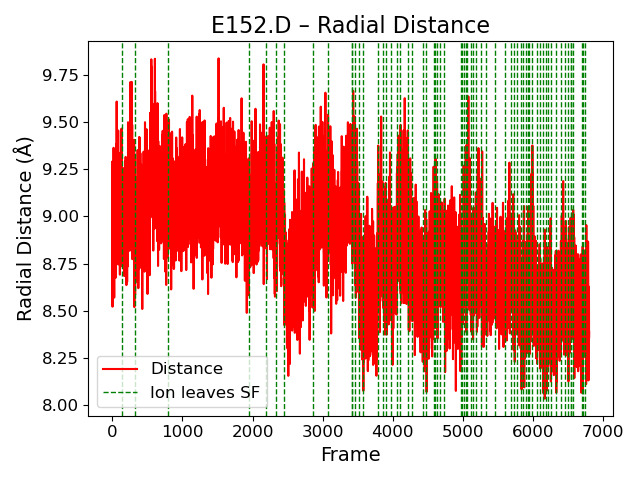 E152.D – Radial Distance
Radial Distance (Å)
9.75
9.50
9.25
9.00
8.75
8.50
8.25
8.00
Distance
Ion leaves SF
0 1000 2000 3000 4000 5000 6000 7000
Frame